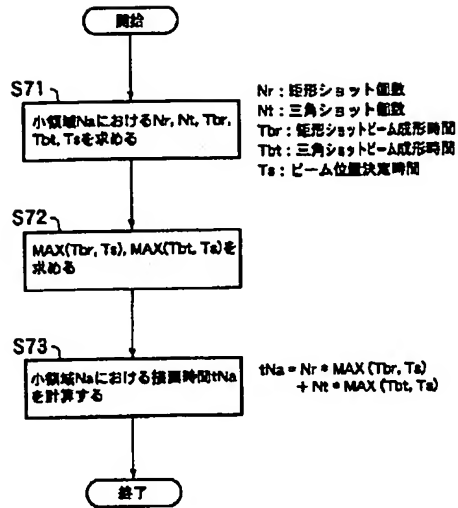 開始
S71
小領域NaにおけるNr, Nt, Tbr,
Tbt, Tsを求める
Nr:矩形ショット個数
Nt:三角ショット個数
Tbr:矩形ショットビーム成形時間
Tbt:三角ショットビーム成形時間
Ts:ビーム位置決定時間
S72
MAX(Tbr, Ts), MAX(Tbt, Ts)を
求める
S73
小領域Naにおける描画時間tNa
を計算する
tNa = Nr * MAX (Tbr, Ts)
+ Nt * MAX (Tbt, Ts)
終了